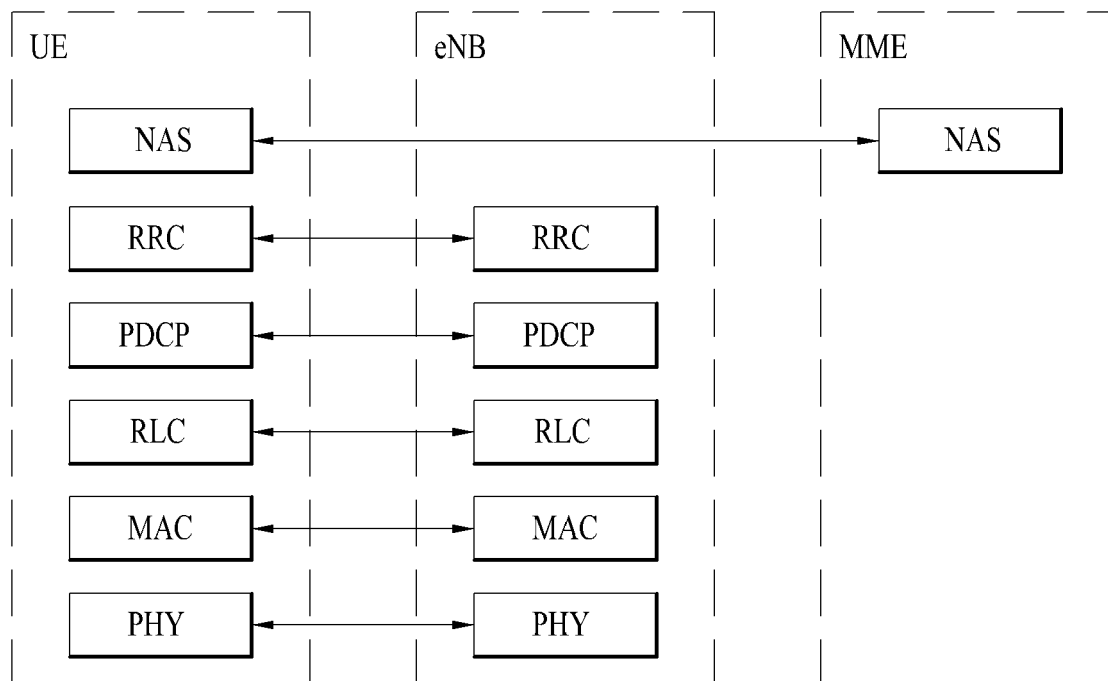 UE eNB MME
NAS NAS
RRC RRC
PDCP PDCP
RLC RLC
MAC MAC
PHY PHY